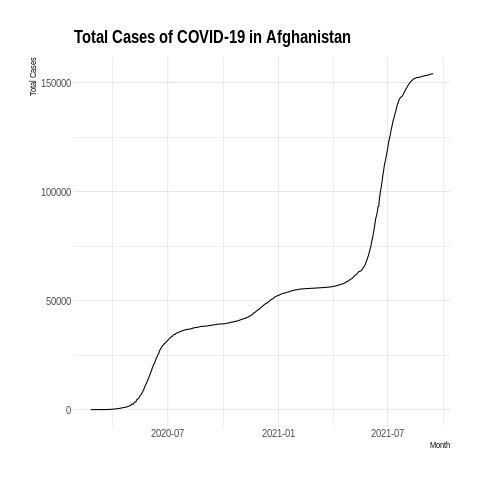 Total Cases of COVID-19 in Afghanistan
Total Cases
150000
100000
50000
0
2020-07
2021-01
2021-07
Month